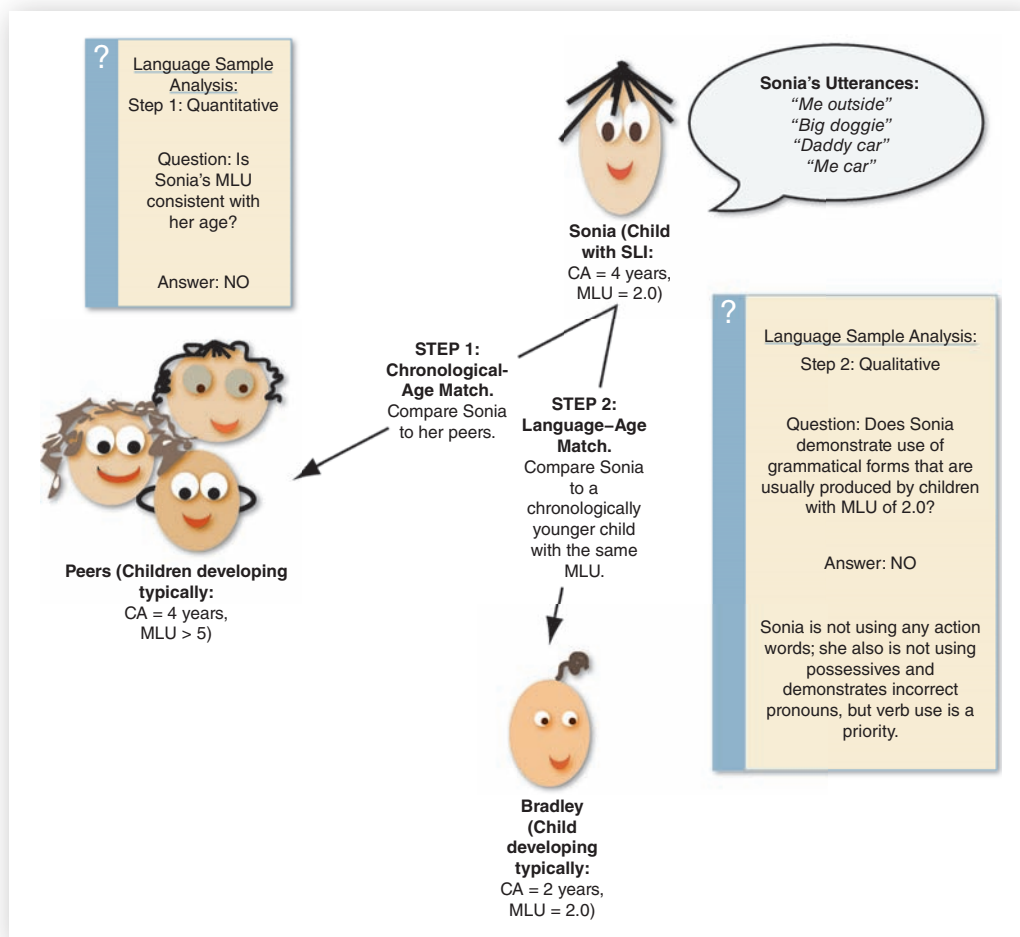 ?
Language Sample
Analysis:
Step 1: Quantitative
Question: Is
Sonia's MLU
consistent with
her age?
Answer: NO
Sonia's Utterances:
"Me outside"
"Big doggie"
"Daddy car"
"Me car"
Sonia (Child
with SLI:
CA = 4 years,
MLU = 2.0)
STEP 1:
Chronological-
Age Match.
Compare Sonia
to her peers.
STEP 2:
Language–Age
Match.
Compare Sonia
to a
chronologically
younger child
with the same
MLU.
Peers (Children developing
typically:
CA = 4 years,
MLU > 5)
Bradley
(Child
developing
typically:
CA = 2 years,
MLU = 2.0)
?
Language Sample Analysis:
Step 2: Qualitative
Question: Does Sonia
demonstrate use of
grammatical forms that are
usually produced by children
with MLU of 2.0?
Answer: NO
Sonia is not using any action
words; she also is not using
possessives and
demonstrates incorrect
pronouns, but verb use is a
priority.